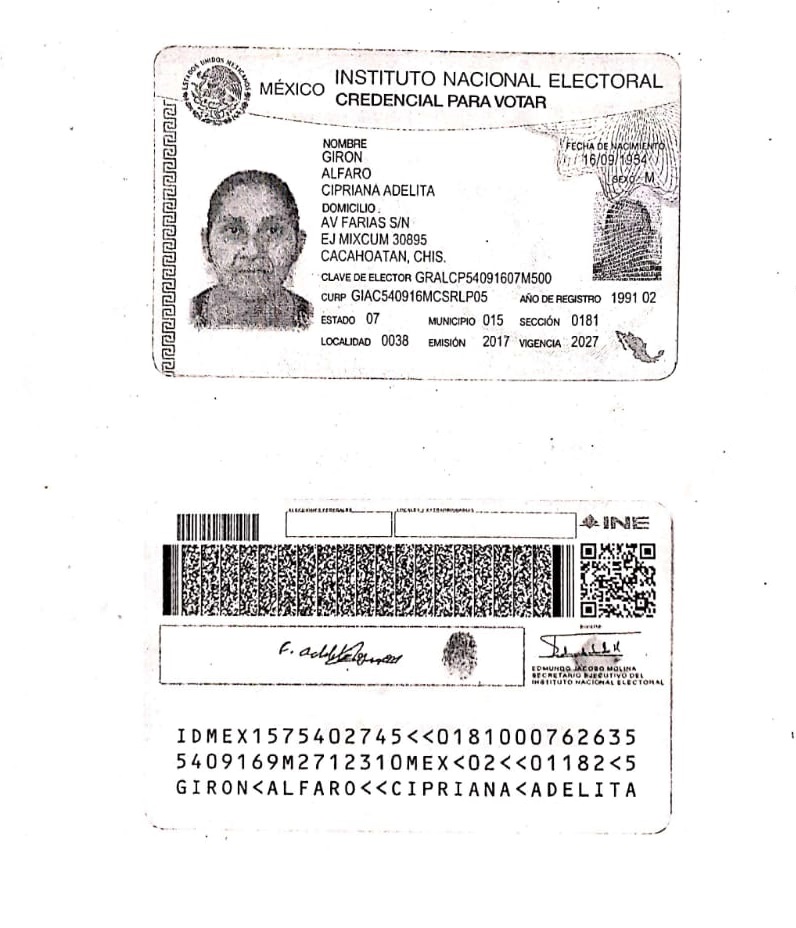 ESTADOS UNIDOS MEXICANOS
MÉXICO INSTITUTO NACIONAL ELECTORAL
CREDENCIAL PARA VOTAR
NOMBRE
GIRON
ALFARO
CIPRIANA ADELITA
FECHA DE NACIMIENTO
16/09/1954
SEXO M
DOMICILIO
AV FARIAS S/N
EJ MIXCUM 30895
CACAHOATAN, CHIS.
CLAVE DE ELECTOR GRALCP54091607M500
CURP GIAC540916MCSRLP05 AÑO DE REGISTRO 1991 02
ESTADO 07 MUNICIPIO 015 SECCIÓN 0181
LOCALIDAD 0038 EMISIÓN 2017 VIGENCIA 2027
INE
EDMUNDO JACOBO MOLINA
SECRETARIO EJECUTIVO DEL
INSTITUTO NACIONAL ELECTORAL
IDMEX1575402745<<0181000762635
5409169M2712310MEX<02<<01182<5
GIRON<ALFARO<<CIPRIANA<ADELITA